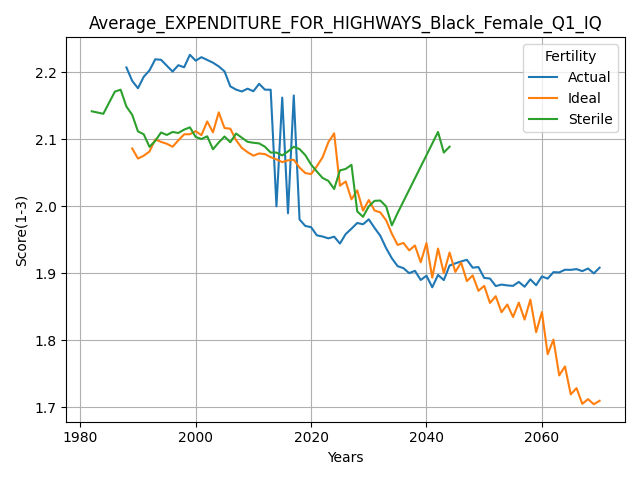 Average_EXPENDITURE_FOR_HIGHWAYS_Black_Female_Q1_IQ
Fertility
Actual
Ideal
Sterile
Score(1-3)
2.2
2.1
2.0
1.9
1.8
1.7
1980 2000 2020 2040 2060
Years